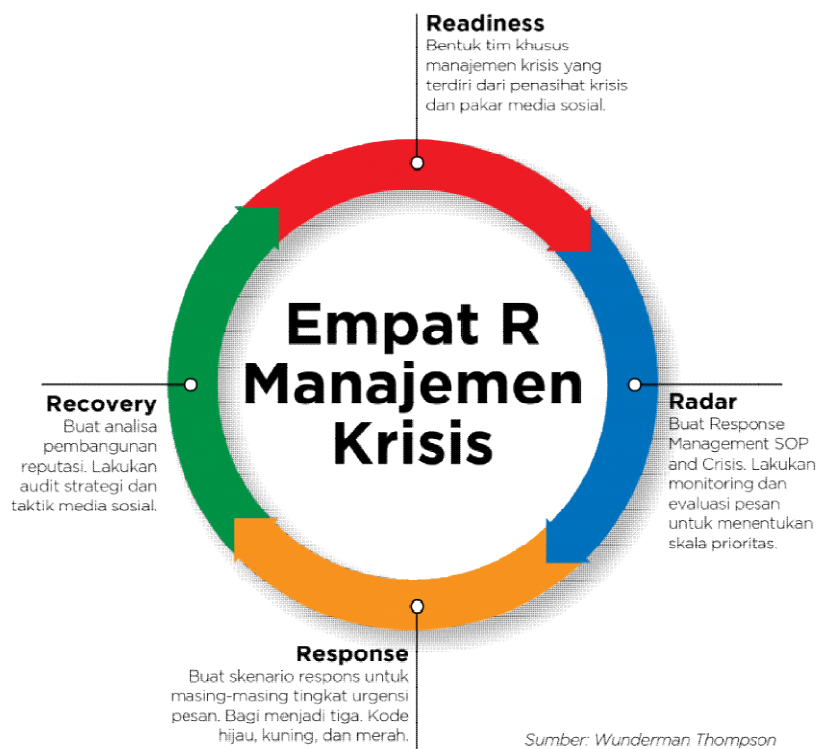 Readiness
Bentuk tim khusus
manajemen krisis yang
terdiri dari penasihat krisis
dan pakar media sosial.
Empat R
Manajemen
Krisis
Recovery
Buat analisa
pembangunan
reputasi. Lakukan
audit strategi dan
taktik media sosial.
Radar
Buat Response
Management SOP
and Crisis. Lakukan
monitoring dan
evaluasi pesan
untuk menentukan
skala prioritas.
Response
Buat skenario respons untuk
masing-masing tingkat urgensi
pesan. Bagi menjadi tiga. Kode
hijau, kuning, dan merah.
Sumber: Wunderman Thompson